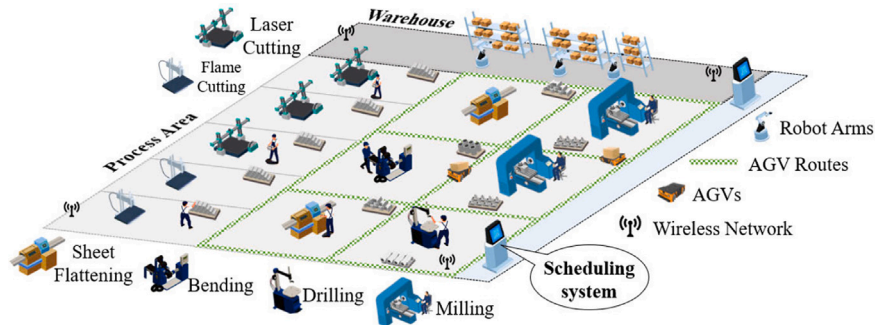 Laser
Cutting
Warehouse
Flame
Cutting
Process Area
Robot Arms
AGV Routes
AGVs
Wireless Network
Sheet
Flattening
Bending
Drilling
Milling
Scheduling
system